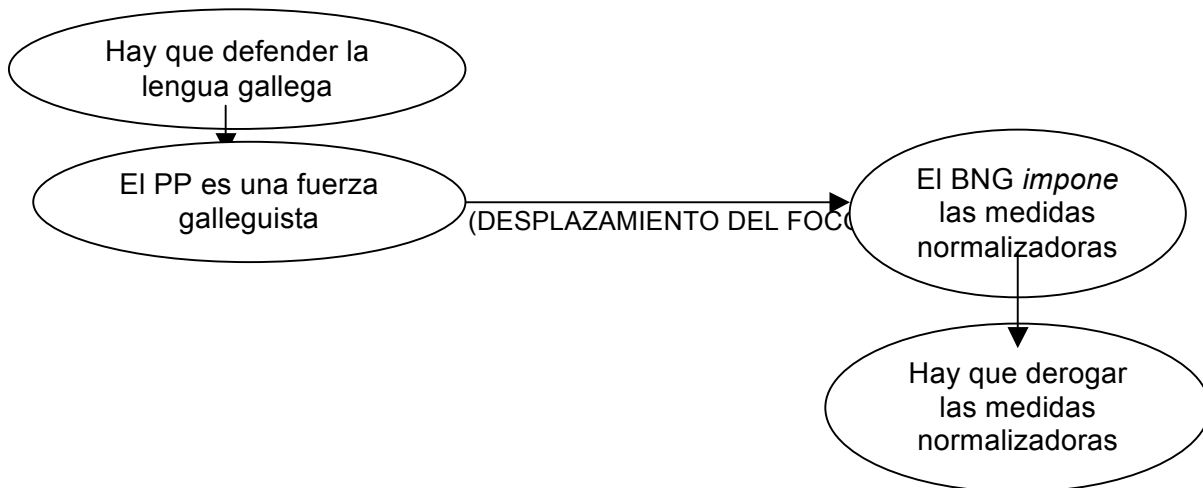 Hay que defender la
lengua gallega
El PP es una fuerza
galleguista
(DESPLAZAMIENTO DEL FOCO
El BNG impone
las medidas
normalizadoras
Hay que derogar
las medidas
normalizadoras